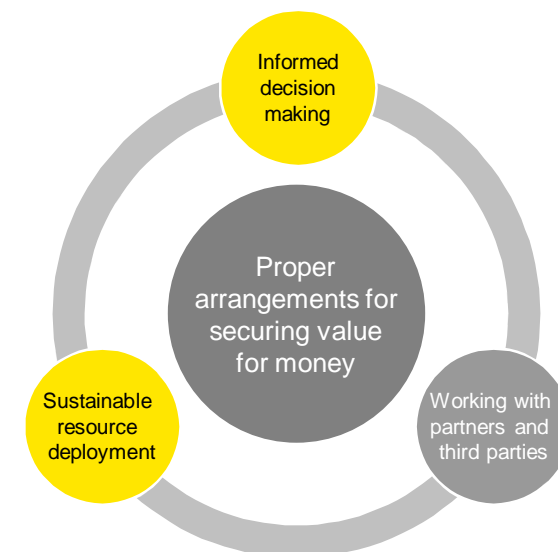 Informed
decision
making
Proper
arrangements for
securing value
for money
Sustainable
resource
deployment
Working with
partners and
third parties